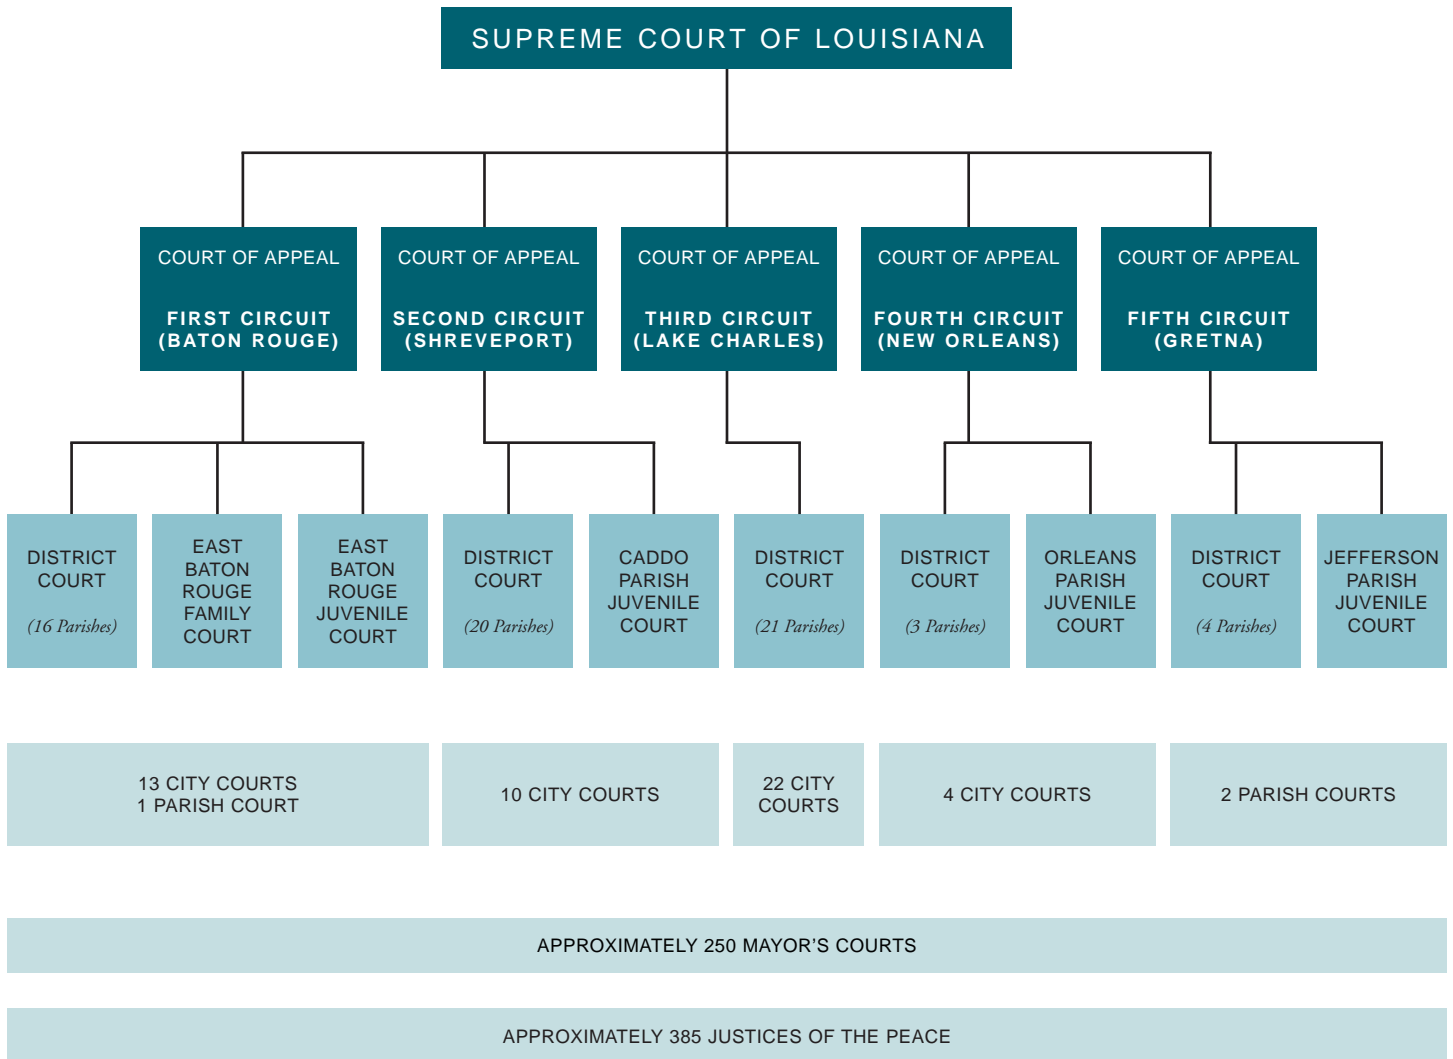 SUPREME COURT OF LOUISIANA
COURT OF APPEAL
FIRST CIRCUIT
(BATON ROUGE)
COURT OF APPEAL
SECOND CIRCUIT
(SHREVEPORT)
COURT OF APPEAL
THIRD CIRCUIT
(LAKE CHARLES)
COURT OF APPEAL
FOURTH CIRCUIT
(NEW ORLEANS)
COURT OF APPEAL
FIFTH CIRCUIT
(GRETNA)
DISTRICT
COURT
(16 Parishes)
EAST
BATON
ROUGE
FAMILY
COURT
EAST
BATON
ROUGE
JUVENILE
COURT
DISTRICT
COURT
(20 Parishes)
CADDO
PARISH
JUVENILE
COURT
DISTRICT
COURT
(21 Parishes)
DISTRICT
COURT
(3 Parishes)
ORLEANS
PARISH
JUVENILE
COURT
DISTRICT
COURT
(4 Parishes)
JEFFERSON
PARISH
JUVENILE
COURT
13 CITY COURTS
1 PARISH COURT
10 CITY COURTS
22 CITY
COURTS
4 CITY COURTS
2 PARISH COURTS
APPROXIMATELY 250 MAYOR’S COURTS
APPROXIMATELY 385 JUSTICES OF THE PEACE